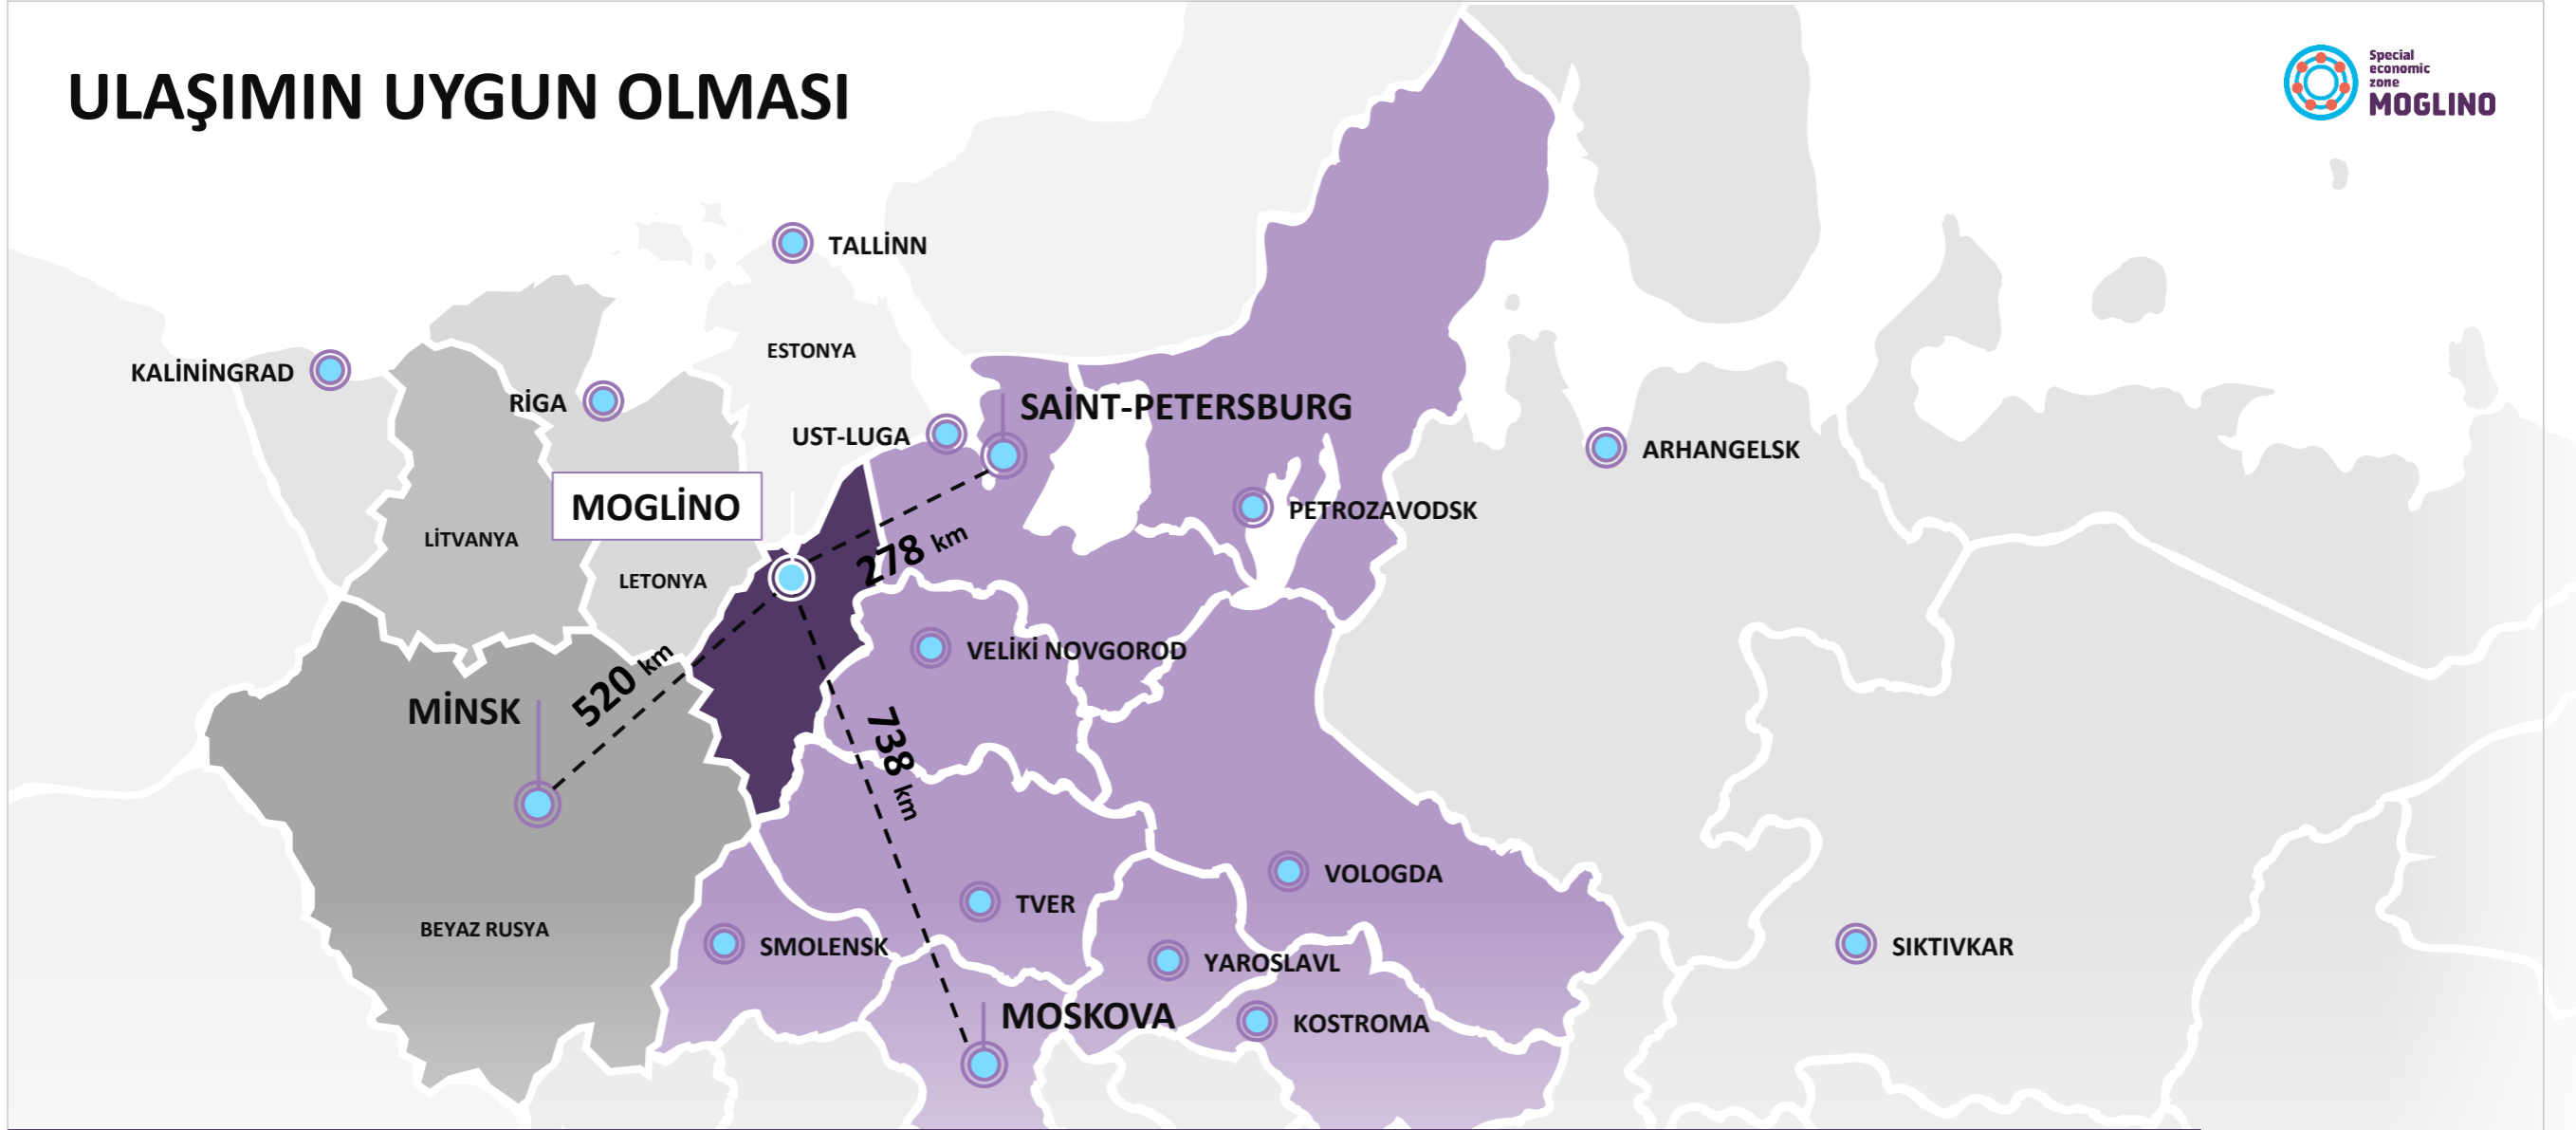 ULAŞIMIN UYGUN OLMASI
Special
economic
zone
MOGLINO
TALLİNN
ESTONYA
KALİNİNGRAD
RİGA
SAİNT-PETERSBURG
UST-LUGA
ARHANGELSK
MOGLİNO
PETROZAVODSK
LİTVANYA
278 km
LETONYA
VELİKİ NOVGOROD
520 km
MİNSK
738 km
VOLOGDA
TVER
BEYAZ RUSYA
SMOLENSK
SIKTIVKAR
YAROSLAVL
MOSKOVA
KOSTROMA